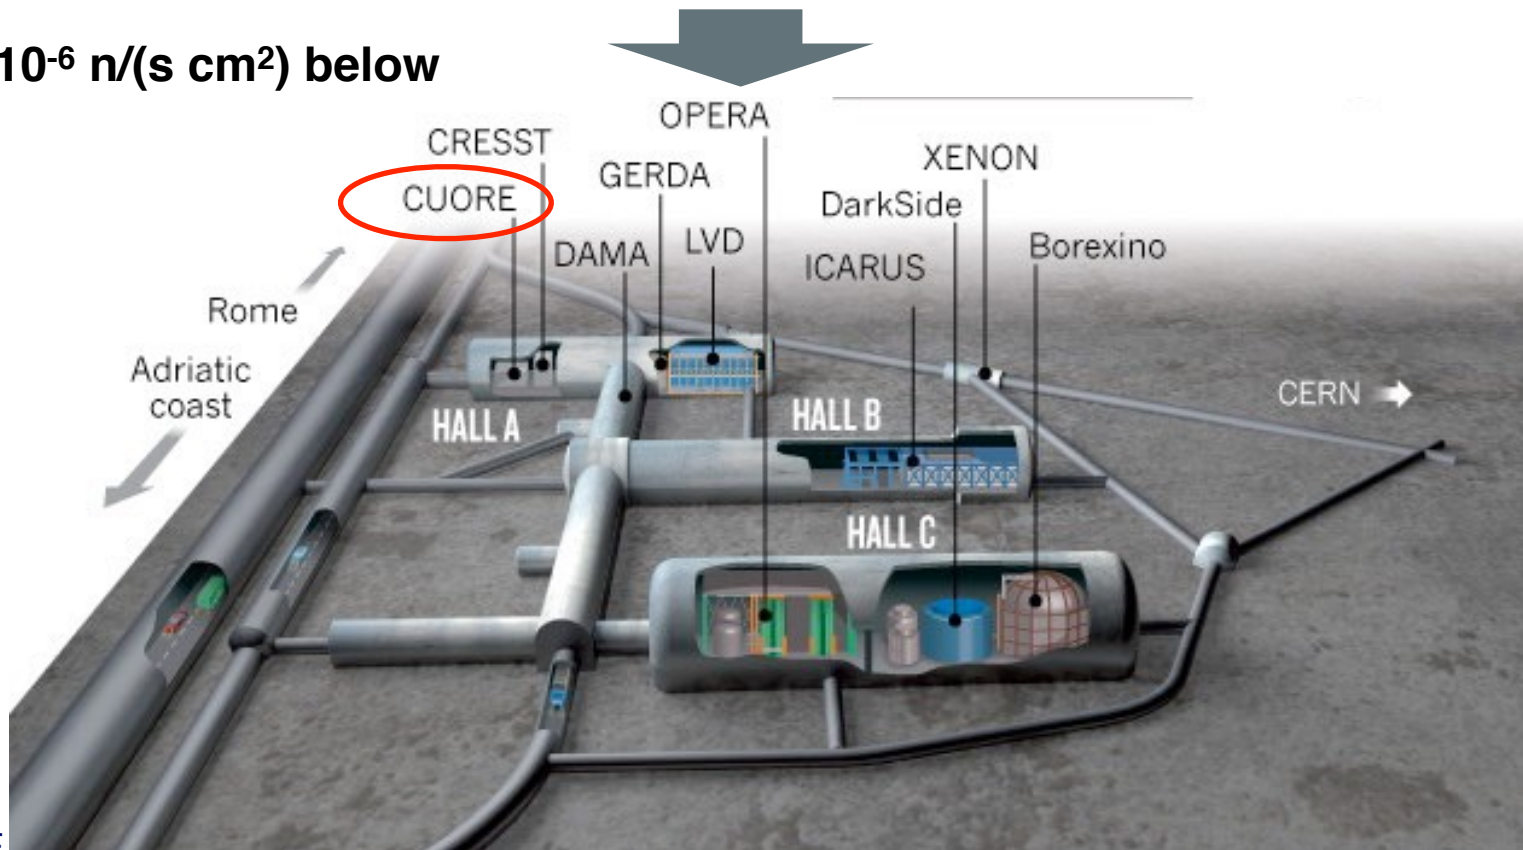 10-6 n/(s cm2) below
OPERA
CRESST
XENON
GERDA
CUORE
DarkSide
LVD
DAMA
Borexino
ICARUS
Rome
Adriatic
coast
CERN
HALL A
HALL B
HALL C